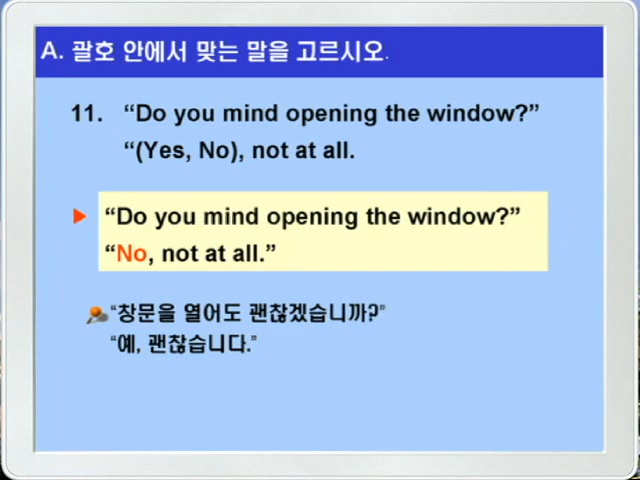 A. 괄호 안에서 맞는 말을 고르시오.
11. “Do you mind opening the window?”
“(Yes, No), not at all.
“Do you mind opening the window?”
“No, not at all.”
“창문을 열어도 괜찮겠습니까?”
“예, 괜찮습니다.”